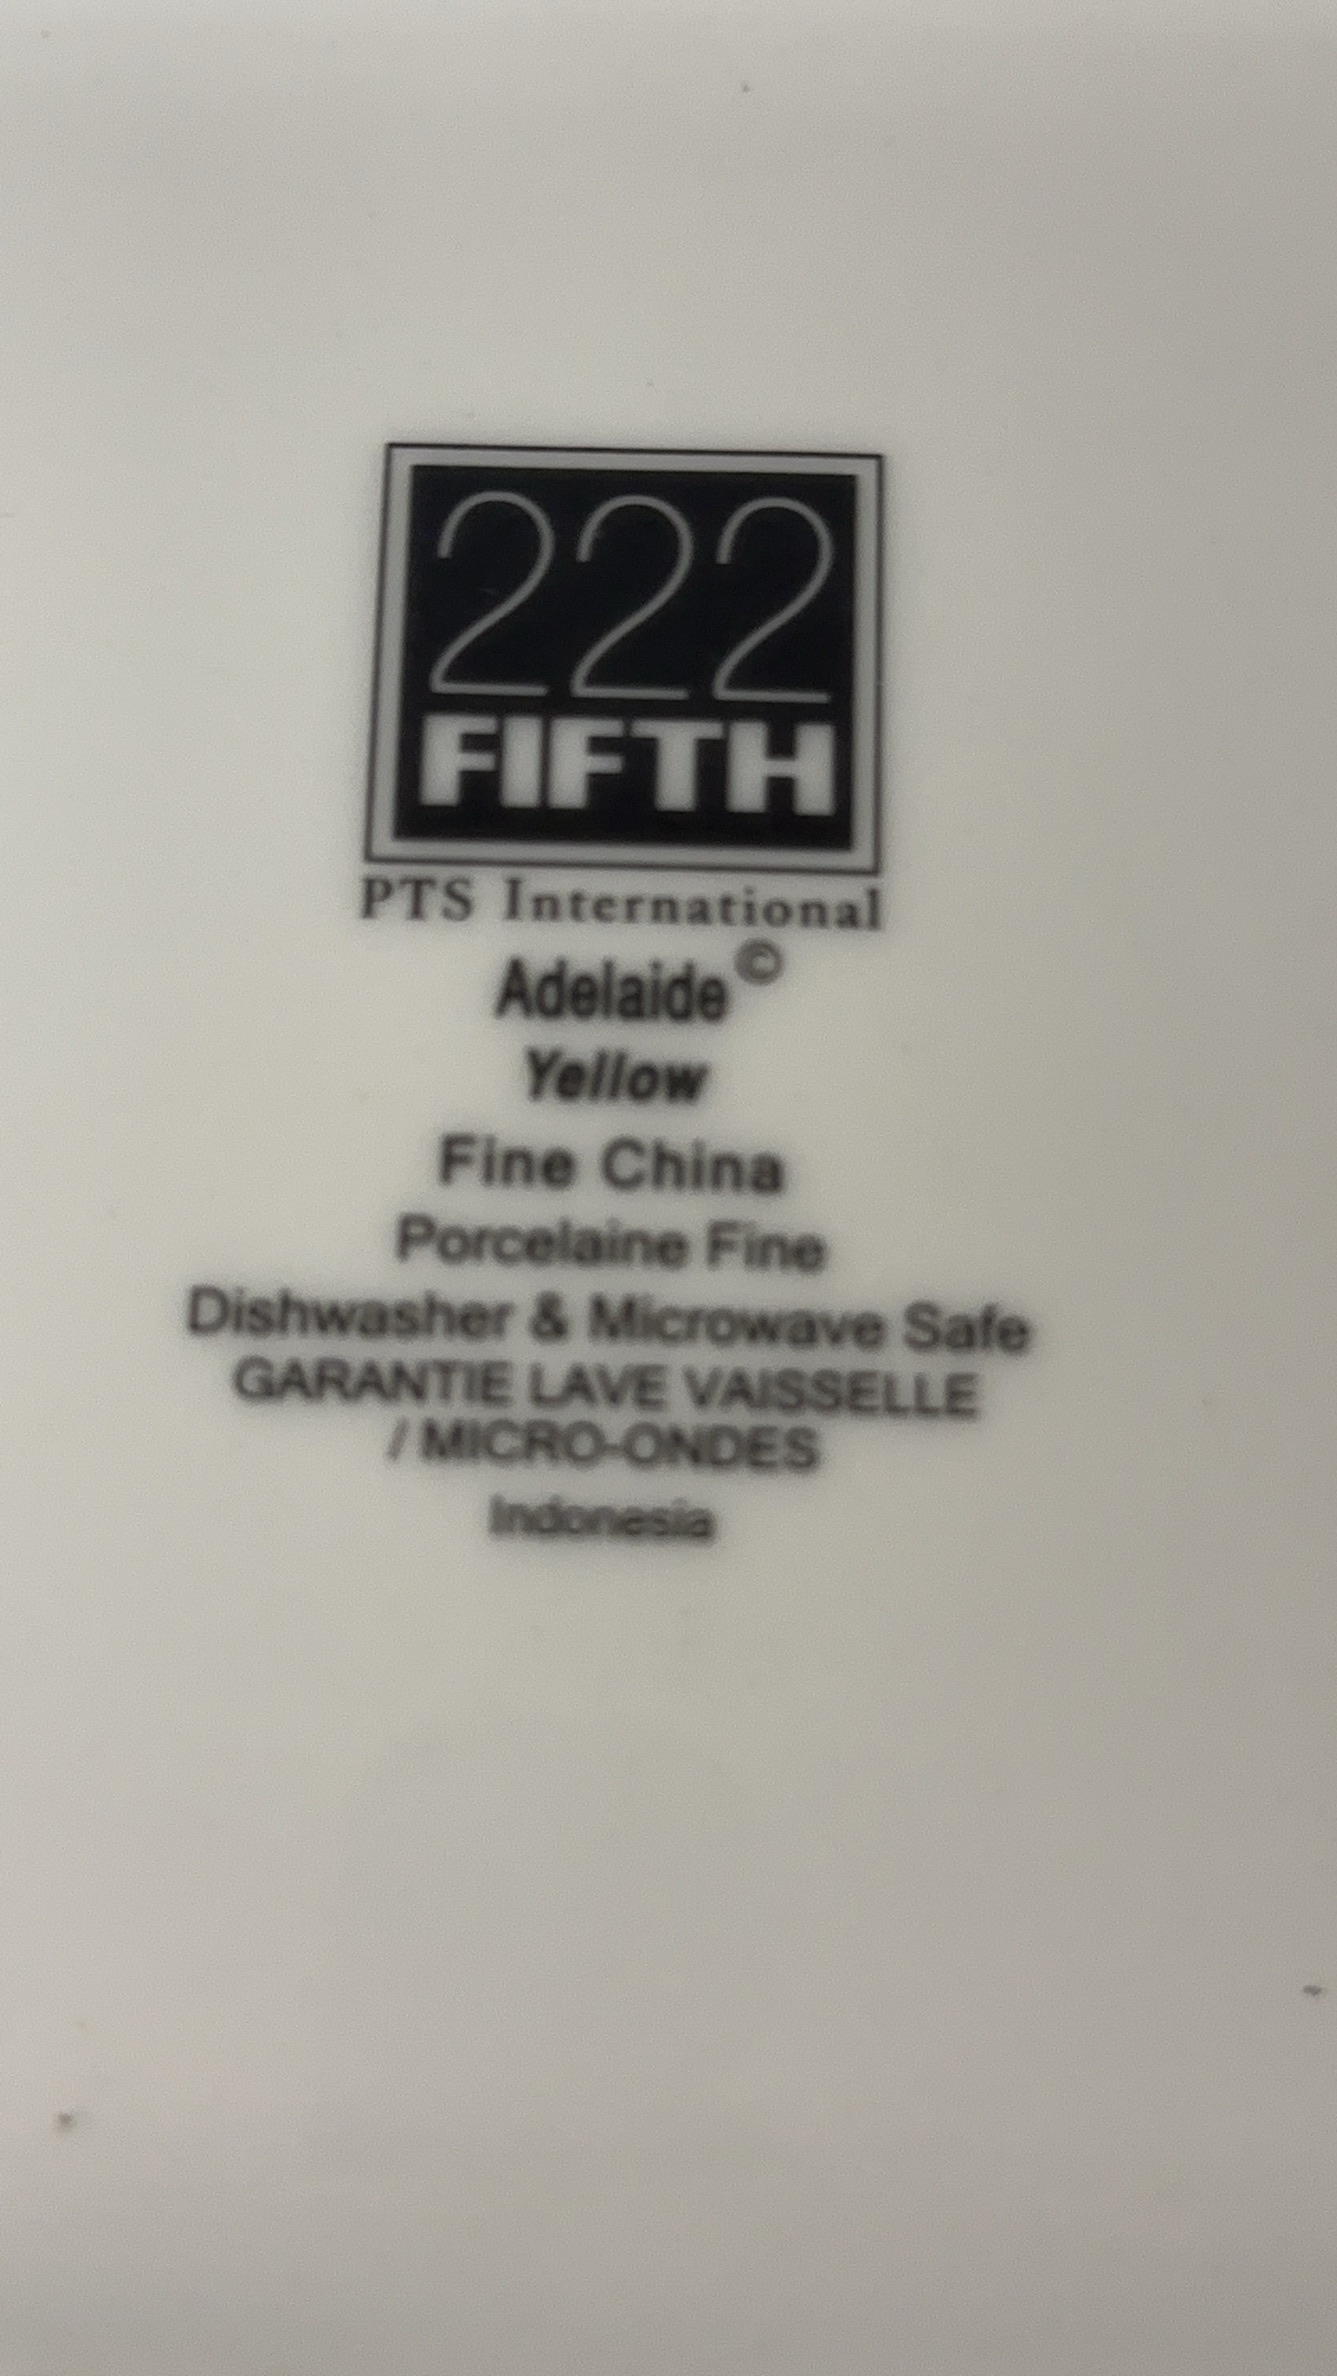 222
FIFTH
PTS International
Adelaide©
Yellow
Fine China
Porcelaine Fine
Dishwasher & Microwave Safe
GARANTIE LAVE VAISSELLE
/ MICRO-ONDES
Indonesia